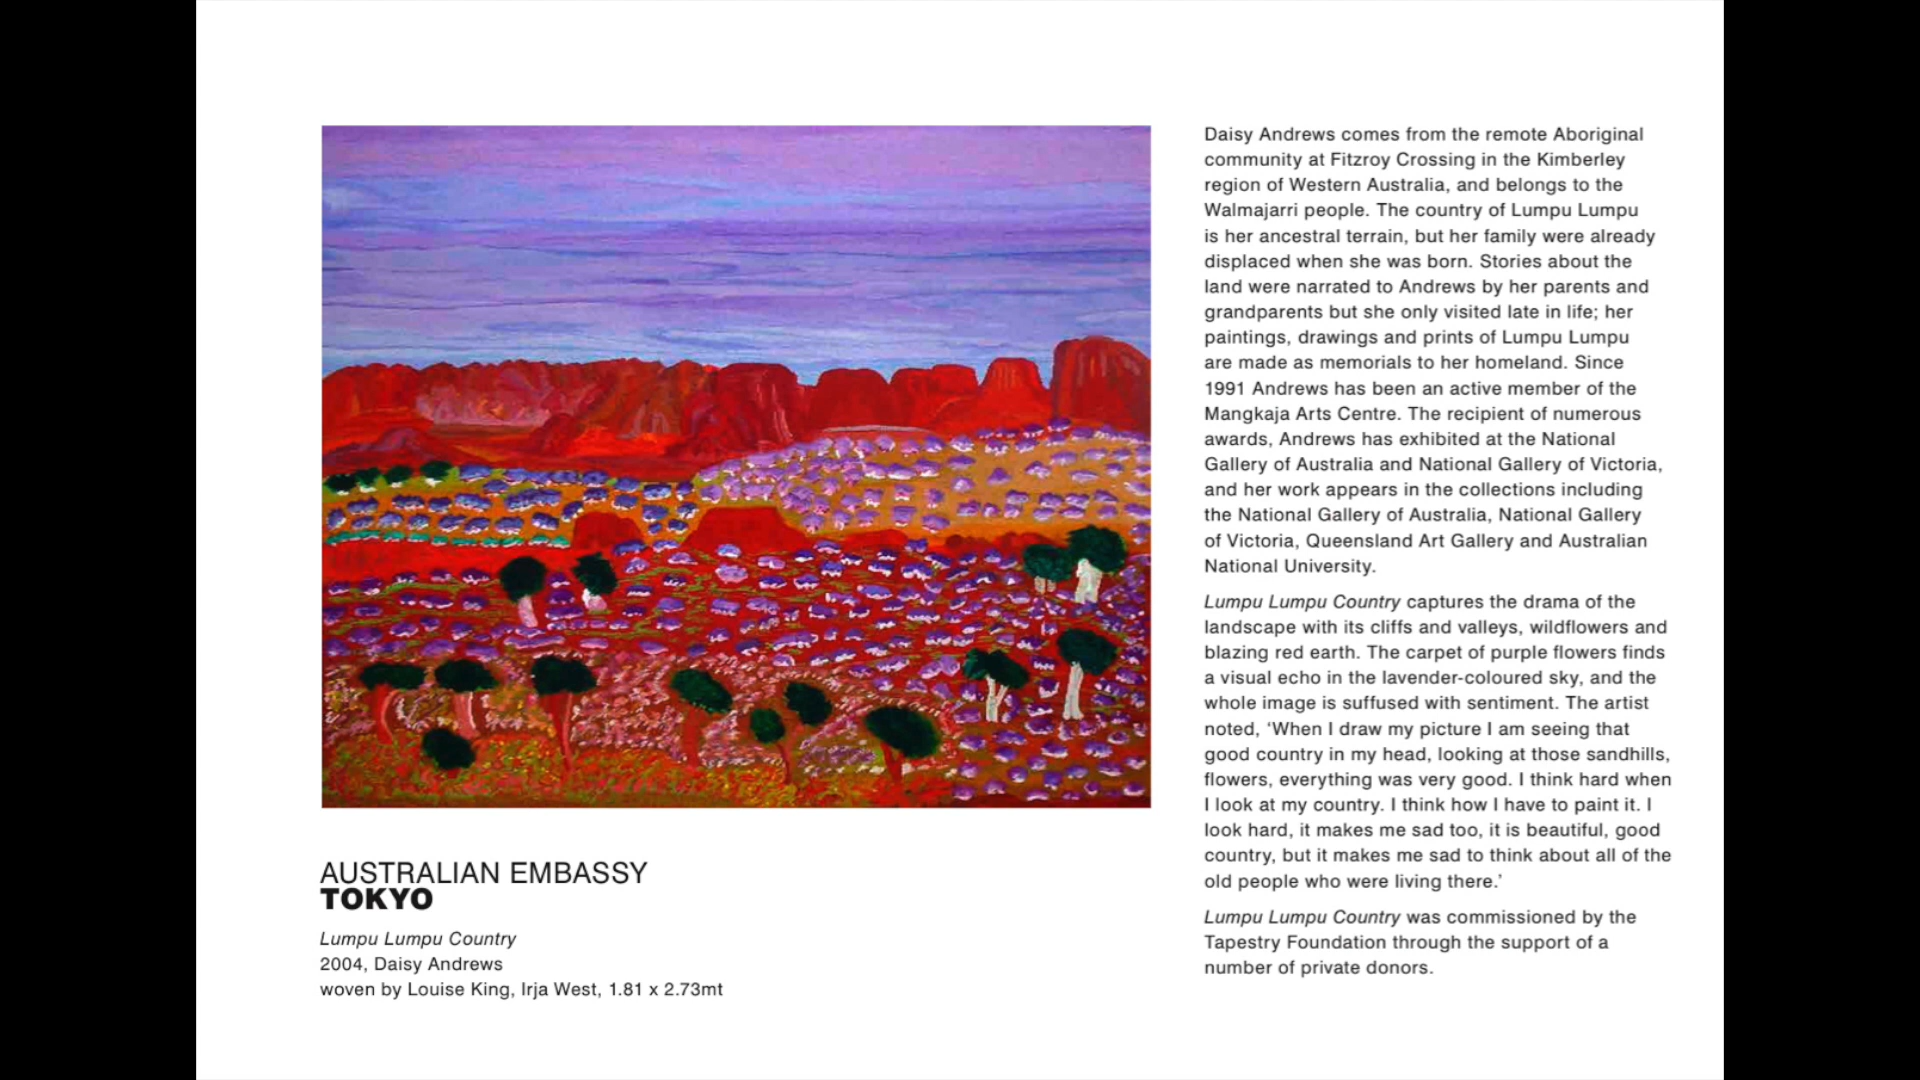 Daisy Andrews comes from the remote Aboriginal
community at Fitzroy Crossing in the Kimberley
region of Western Australia, and belongs to the
Walmajarri people. The country of Lumpu Lumpu
is her ancestral terrain, but her family were already
displaced when she was born. Stories about the
land were narrated to Andrews by her parents and
grandparents but she only visited late in life; her
paintings, drawings and prints of Lumpu Lumpu
are made as memorials to her homeland. Since
1991 Andrews has been an active member of the
Mangkaja Arts Centre. The recipient of numerous
awards, Andrews has exhibited at the National
Gallery of Australia and National Gallery of Victoria,
and her work appears in the collections including
the National Gallery of Australia, National Gallery
of Victoria, Queensland Art Gallery and Australian
National University.
Lumpu Lumpu Country captures the drama of the
landscape with its cliffs and valleys, wildflowers and
blazing red earth. The carpet of purple flowers finds
a visual echo in the lavender-coloured sky, and the
whole image is suffused with sentiment. The artist
noted, ‘When I draw my picture I am seeing that
good country in my head, looking at those sandhills,
flowers, everything was very good. I think hard when
I look at my country. I think how I have to paint it. I
look hard, it makes me sad too, it is beautiful, good
country, but it makes me sad to think about all of the
old people who were living there.’
Lumpu Lumpu Country was commissioned by the
Tapestry Foundation through the support of a
number of private donors.
AUSTRALIAN EMBASSY
TOKYO
Lumpu Lumpu Country
2004, Daisy Andrews
woven by Louise King, Irja West, 1.81 x 2.73mt